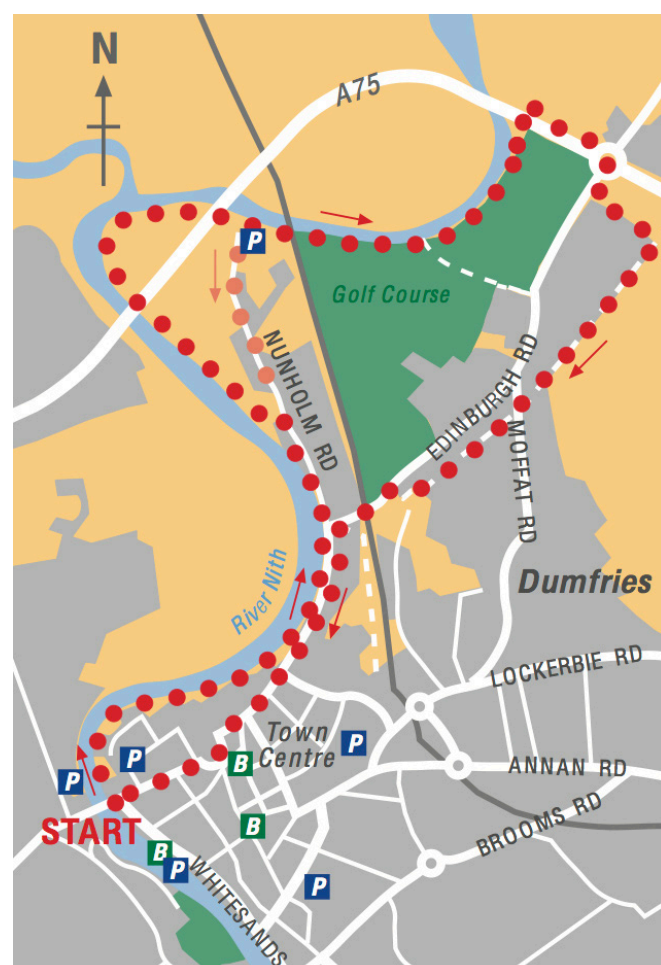 N
A75
P
Golf Course
NUNHOLM RD
EDINBURGH RD
MOFFAT RD
River Nith
Dumfries
LOCKERBIE RD
Town
Centre
P
B
P
P
ANNAN RD
START
BROOMS RD
B
B
P
P
WHITESANDS